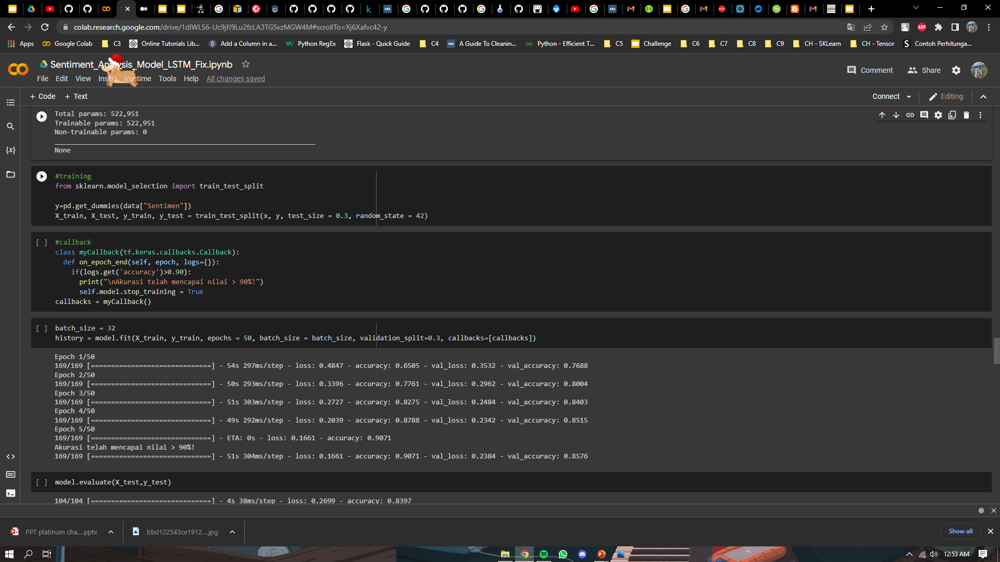 colab.research.google.com/drive/1dlWL56-Uc9jfJ9Lu2fzLA3TGSvzMGW4M#scrollTo=Xj6Xafvc42-y
Apps
Google Colab
C3
Online Tutorials Lib...
Add a Column in a...
Python RegEx
Flask - Quick Guide
C4
A Guide To Cleanin...
Python - Efficient T...
C5
Challenge
C6
C7
C8
C9
CH - SKLearn
CH - Tensor
Contoh Perhitunga...
Sentiment_Analysis_Model_LSTM_Fix.ipynb
Comment
Share
File Edit View Insert Runtime Tools Help All changes saved
+ Code + Text
Connect
Editing
Total params: 522,951
Trainable params: 522,951
Non-trainable params: 0
None
#training
from sklearn.model_selection import train_test_split
y=pd.get_dummies(data["Sentimen"])
X_train, X_test, y_train, y_test = train_test_split(x, y, test_size = 0.3, random_state = 42)
[ ] #callback
class myCallback(tf.keras.callbacks.Callback):
def on_epoch_end(self, epoch, logs={}):
if(logs.get('accuracy')>0.90):
print("\nAkurasi telah mencapai nilai > 90%!")
self.model.stop_training = True
callbacks = myCallback()
[ ] batch_size = 32
history = model.fit(X_train, y_train, epochs = 50, batch_size = batch_size, validation_split=0.3, callbacks=[callbacks])
Epoch 1/50
169/169 [==============================] - 54s 297ms/step - loss: 0.4847 - accuracy: 0.6505 - val_loss: 0.3532 - val_accuracy: 0.7688
Epoch 2/50
169/169 [==============================] - 50s 293ms/step - loss: 0.3396 - accuracy: 0.7761 - val_loss: 0.2962 - val_accuracy: 0.8004
Epoch 3/50
169/169 [==============================] - 51s 303ms/step - loss: 0.2727 - accuracy: 0.8275 - val_loss: 0.2484 - val_accuracy: 0.8403
Epoch 4/50
169/169 [==============================] - 49s 292ms/step - loss: 0.2039 - accuracy: 0.8788 - val_loss: 0.2342 - val_accuracy: 0.8515
Epoch 5/50
169/169 [==============================] - ETA: 0s - loss: 0.1661 - accuracy: 0.9071
Akurasi telah mencapai nilai > 90%!
169/169 [==============================] - 51s 304ms/step - loss: 0.1661 - accuracy: 0.9071 - val_loss: 0.2384 - val_accuracy: 0.8576
[ ] model.evaluate(X_test,y_test)
104/104 [==============================] - 4s 38ms/step - loss: 0.2699 - accuracy: 0.8397
PPT platinum cha....pptx
bbd122543ce1912....jpg
Show all
12:53 AM